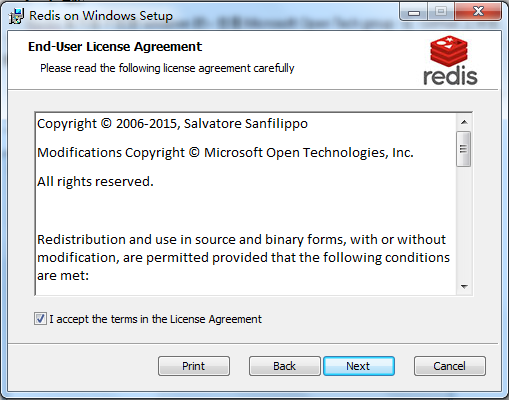 Redis on Windows Setup
End-User License Agreement
Please read the following license agreement carefully
redis
Copyright © 2006-2015, Salvatore Sanfilippo
Modifications Copyright © Microsoft Open Technologies, Inc.
All rights reserved.
Redistribution and use in source and binary forms, with or without
modification, are permitted provided that the following conditions
are met:
I accept the terms in the License Agreement
Print
Back
Next
Cancel